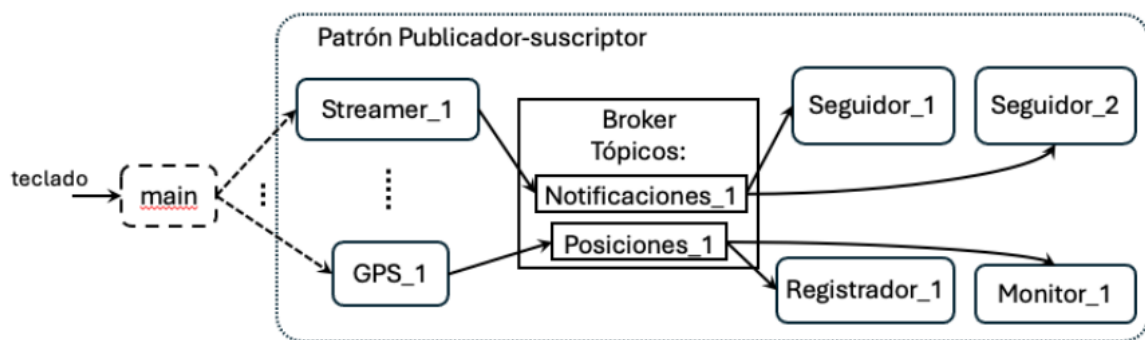 Patrón Publicador-suscriptor
Streamer_1
Seguidor_1
Seguidor_2
Broker
Tópicos:
teclado
main
Notificaciones_1
Posiciones_1
GPS_1
Registrador_1
Monitor_1